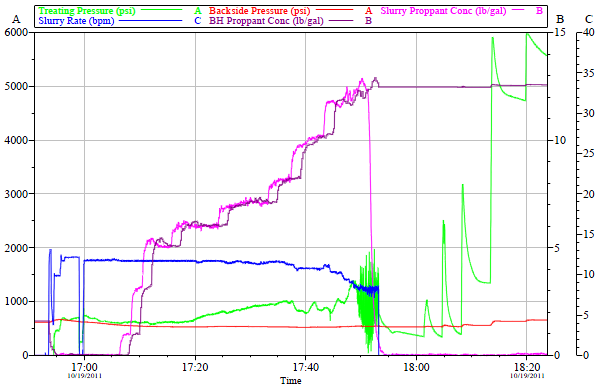 Treating Pressure (psi) A Backside Pressure (psi) A Slurry Proppant Conc (lb/gal) B
Slurry Rate (bpm) C BH Proppant Conc (lb/gal) B
A B C
6000 15 40
35
5000
30
10
4000
25
3000 20
15
2000 5
10
1000
5
0 0 0
17:00 17:20 17:40 18:00 18:20
10/19/2011 10/19/2011
Time